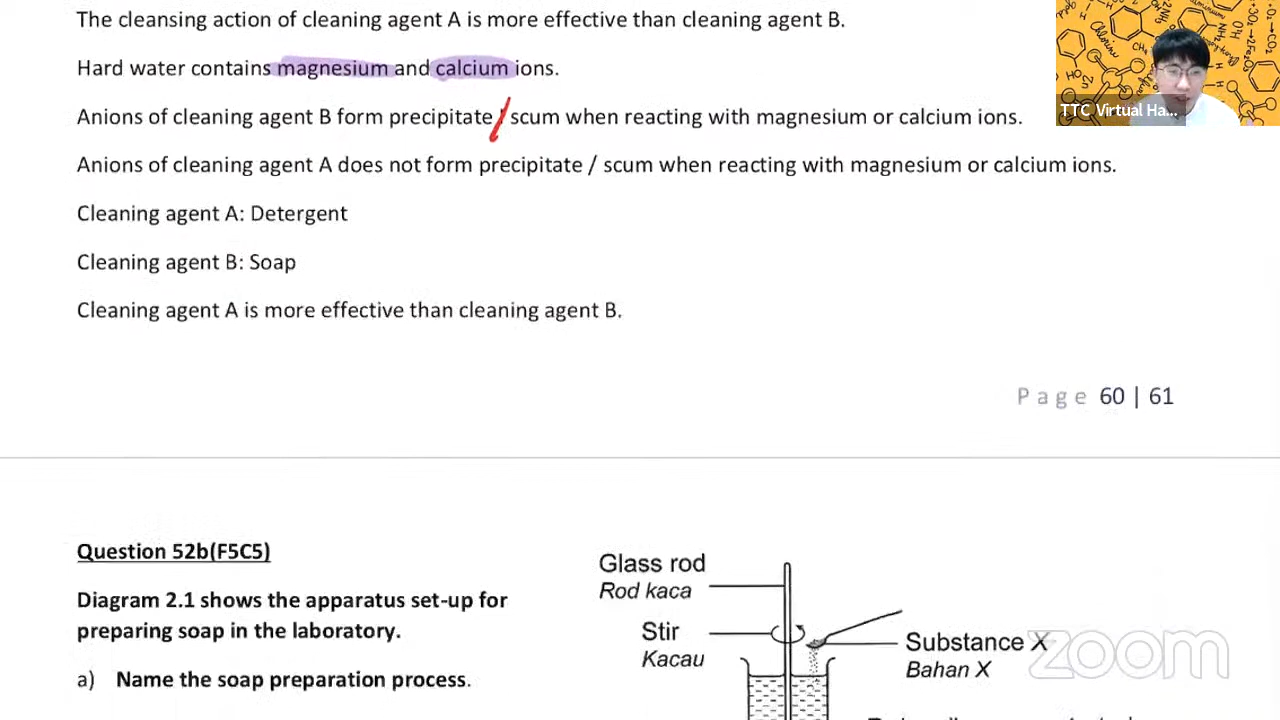 The cleansing action of cleaning agent A is more effective than cleaning agent B.
Hard water contains magnesium and calcium ions.
Anions of cleaning agent B form precipitate / scum when reacting with magnesium or calcium ions.
Anions of cleaning agent A does not form precipitate / scum when reacting with magnesium or calcium ions.
Cleaning agent A: Detergent
Cleaning agent B: Soap
Cleaning agent A is more effective than cleaning agent B.
TTC Virtual Ha...
Page 60 | 61
Question 52b(F5C5)
Diagram 2.1 shows the apparatus set-up for
preparing soap in the laboratory.
a) Name the soap preparation process.
Glass rod
Rod kaca
Stir
Kacau
Substance X
Bahan X
zoom